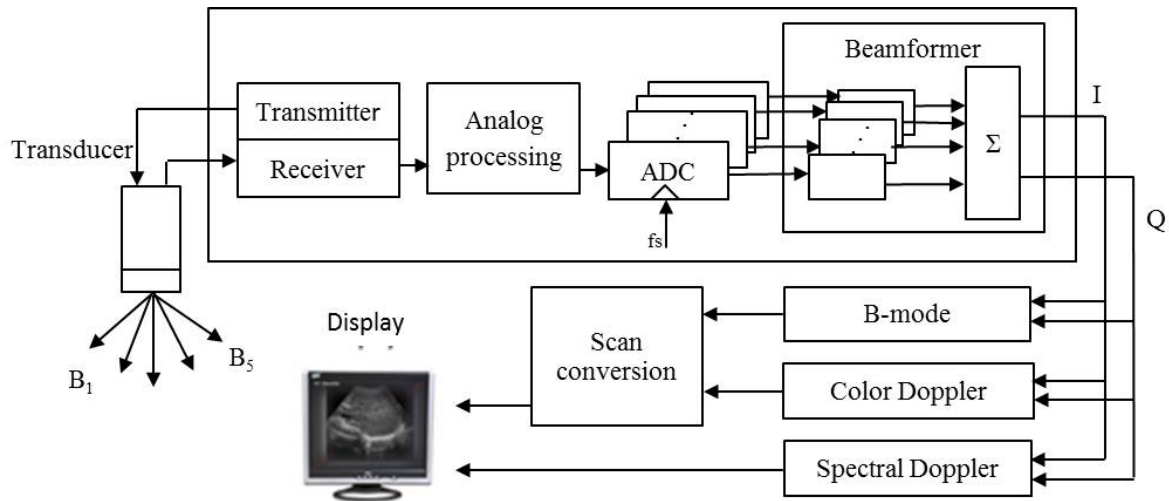 Beamformer
I
Transmitter
Analog
processing
Transducer
Receiver
ADC
Σ
fs
Q
Display
B-mode
Scan
conversion
B5
B1
Color Doppler
Spectral Doppler